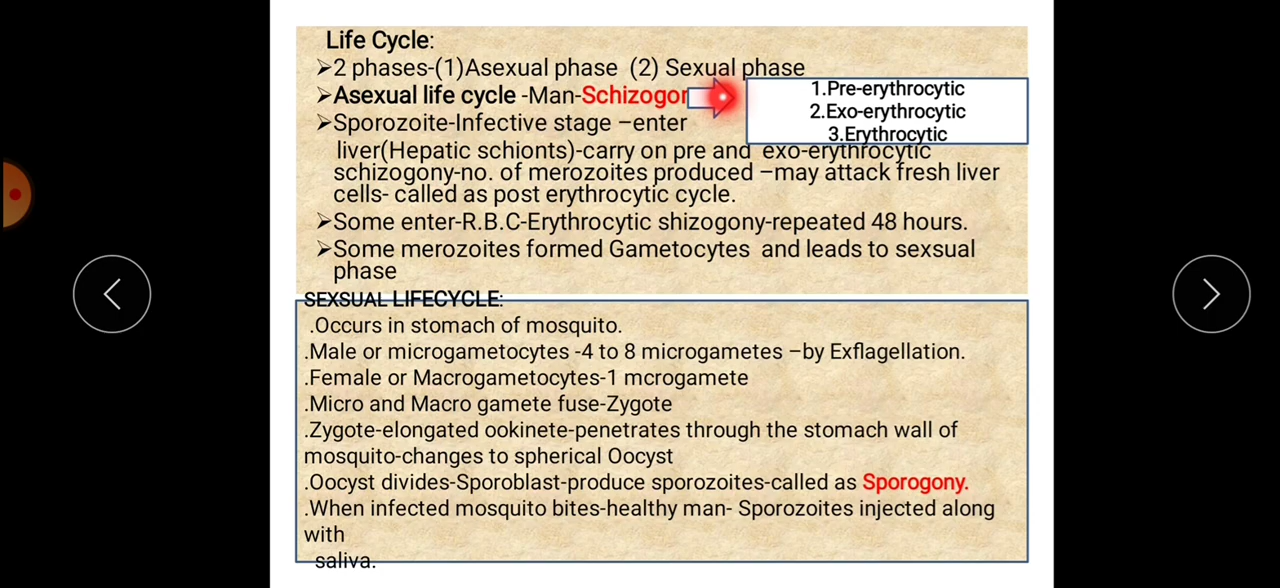 Life Cycle:
➢2 phases-(1)Asexual phase (2) Sexual phase
➢Asexual life cycle -Man-Schizogor
1.Pre-erythrocytic
2.Exo-erythrocytic
3.Erythrocytic
➢Sporozoite-Infective stage –enter
liver(Hepatic schionts)-carry on pre and exo-erythrocytic
schizogony-no. of merozoites produced –may attack fresh liver
cells- called as post erythrocytic cycle.
➢Some enter-R.B.C-Erythrocytic shizogony-repeated 48 hours.
➢Some merozoites formed Gametocytes and leads to sexsual
phase
SEXSUAL LIFECYCLE:
.Occurs in stomach of mosquito.
.Male or microgametocytes -4 to 8 microgametes –by Exflagellation.
.Female or Macrogametocytes-1 mcrogamete
.Micro and Macro gamete fuse-Zygote
.Zygote-elongated ookinete-penetrates through the stomach wall of
mosquito-changes to spherical Oocyst
.Oocyst divides-Sporoblast-produce sporozoites-called as Sporogony.
.When infected mosquito bites-healthy man- Sporozoites injected along
with
saliva.